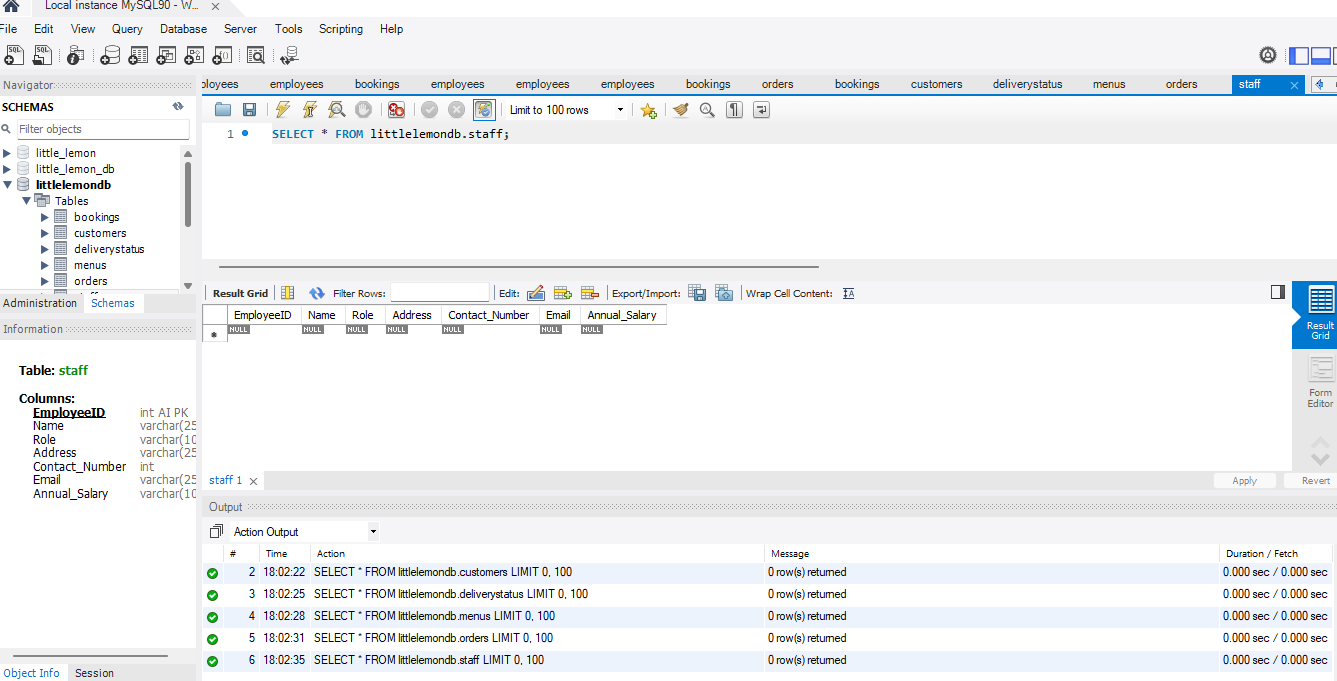 Local instance MySQL90 - W...
File Edit View Query Database Server Tools Scripting Help
Navigator
SCHEMAS
Filter objects
little_lemon
little_lemon_db
littlelemondb
Tables
bookings
customers
deliverystatus
menus
orders
Administration Schemas
Information
Table: staff
Columns:
EmployeeID int AI PK
Name varchar(25
Role varchar(10
Address varchar(25
Contact_Number int
Email varchar(25
Annual_Salary varchar(10
Object Info Session
ployees employees bookings employees employees employees bookings orders bookings customers deliverystatus menus orders staff
Limit to 100 rows
1 SELECT * FROM littlelemondb.staff;
Result Grid Filter Rows: Edit: Export/Import: Wrap Cell Content:
EmployeeID Name Role Address Contact_Number Email Annual_Salary
NULL NULL NULL NULL NULL NULL NULL
Result
Grid
Form
Editor
staff 1 Apply Revert
Output
Action Output
# Time Action Message Duration / Fetch
2 18:02:22 SELECT * FROM littlelemondb.customers LIMIT 0, 100 0 row(s) returned 0.000 sec / 0.000 sec
3 18:02:25 SELECT * FROM littlelemondb.deliverystatus LIMIT 0, 100 0 row(s) returned 0.000 sec / 0.000 sec
4 18:02:28 SELECT * FROM littlelemondb.menus LIMIT 0, 100 0 row(s) returned 0.000 sec / 0.000 sec
5 18:02:31 SELECT * FROM littlelemondb.orders LIMIT 0, 100 0 row(s) returned 0.000 sec / 0.000 sec
6 18:02:35 SELECT * FROM littlelemondb.staff LIMIT 0, 100 0 row(s) returned 0.000 sec / 0.000 sec